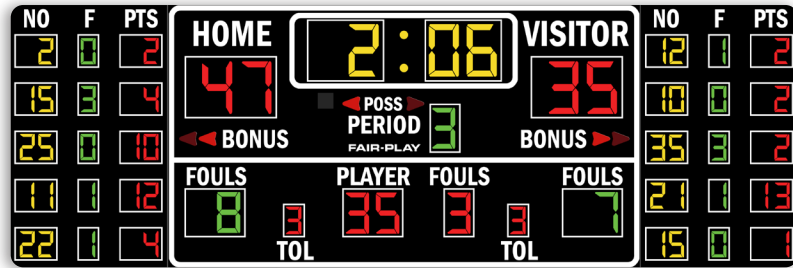 NO F PTS
2 0 2
15 3 4
25 0 10
11 1 12
22 1 4
HOME 2:06 VISITOR
47 35
POSS
PERIOD 3
FAIR-PLAY
BONUS BONUS
FOULS PLAYER FOULS FOULS
8 3 35 3 3 7
TOL TOL
NO F PTS
12 1 2
10 0 2
35 3 2
21 1 13
15 0 1